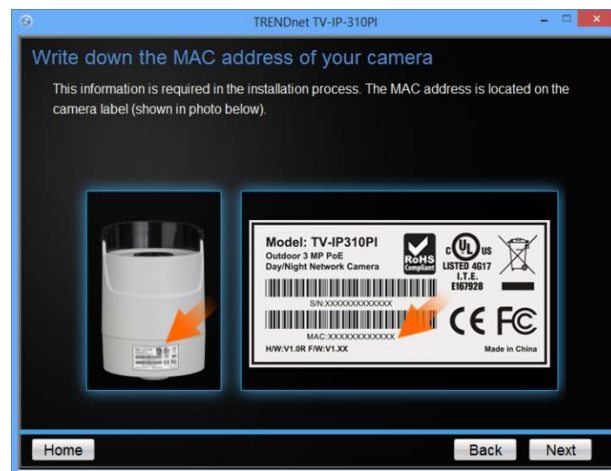 TRENDnet TV-IP-310PI
Write down the MAC address of your camera
This information is required in the installation process. The MAC address is located on the
camera label (shown in photo below).
Model: TV-IP310PI
Outdoor 3 MP PoE
Day/Night Network Camera
RoHS
Compliant
C UL US
LISTED 4G17
I.T.E.
E167928
S/N:XXXXXXXXXXXXX
MAC:XXXXXXXXXXXX
CE FC
H/W:V1.0R F/W:V1.XX
Made in China
Home
Back
Next